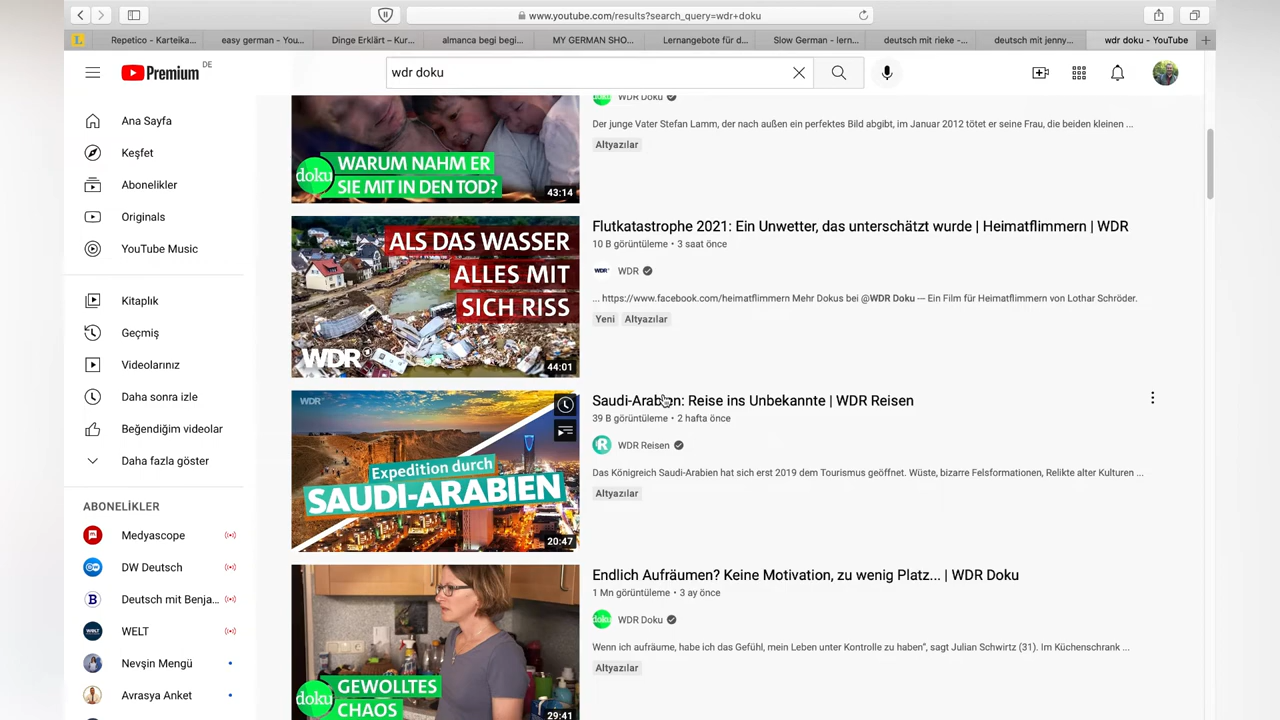 www.youtube.com/results?search_query=wdr+doku
L
Repetico - Karteika...
easy german - You...
Dinge Erklärt – Kur...
almanca begi begi...
MY GERMAN SHO...
Lernangebote für d...
Slow German - lern...
deutsch mit rieke -...
deutsch mit jenny...
wdr doku - YouTube
Premium DE
wdr doku
Ana Sayfa
Keşfet
Abonelikler
Originals
YouTube Music
Kitaplık
Geçmiş
Videolarınız
Daha sonra izle
Beğendiğim videolar
Daha fazla göster
ABONELİKLER
Medyascope
DW Deutsch
B Deutsch mit Benja...
WELT
Nevşin Mengü
Avrasya Anket
doku WARUM NAHM ER
SIE MIT IN DEN TOD?
43:14
doku WDR Doku
Der junge Vater Stefan Lamm, der nach außen ein perfektes Bild abgibt, im Januar 2012 tötet er seine Frau, die beiden kleinen ...
Altyazılar
ALS DAS WASSER
ALLES MIT
SICH RISS
WDR
44:01
Flutkatastrophe 2021: Ein Unwetter, das unterschätzt wurde | Heimatflimmern | WDR
10 B görüntüleme • 3 saat önce
WDR WDR
... https://www.facebook.com/heimatflimmern Mehr Dokus bei @WDR Doku –- Ein Film für Heimatflimmern von Lothar Schröder.
Yeni Altyazılar
WDR
Expedition durch
SAUDI-ARABIEN
20:47
Saudi-Arabien: Reise ins Unbekannte | WDR Reisen
39 B görüntüleme • 2 hafta önce
R WDR Reisen
Das Königreich Saudi-Arabien hat sich erst 2019 dem Tourismus geöffnet. Wüste, bizarre Felsformationen, Relikte alter Kulturen ...
Altyazılar
doku GEWOLLTES
CHAOS
29:41
Endlich Aufräumen? Keine Motivation, zu wenig Platz... | WDR Doku
1 Mn görüntüleme • 3 ay önce
doku WDR Doku
Wenn ich aufräume, habe ich das Gefühl, mein Leben unter Kontrolle zu haben", sagt Julian Schwirtz (31). Im Küchenschrank ...
Altyazılar